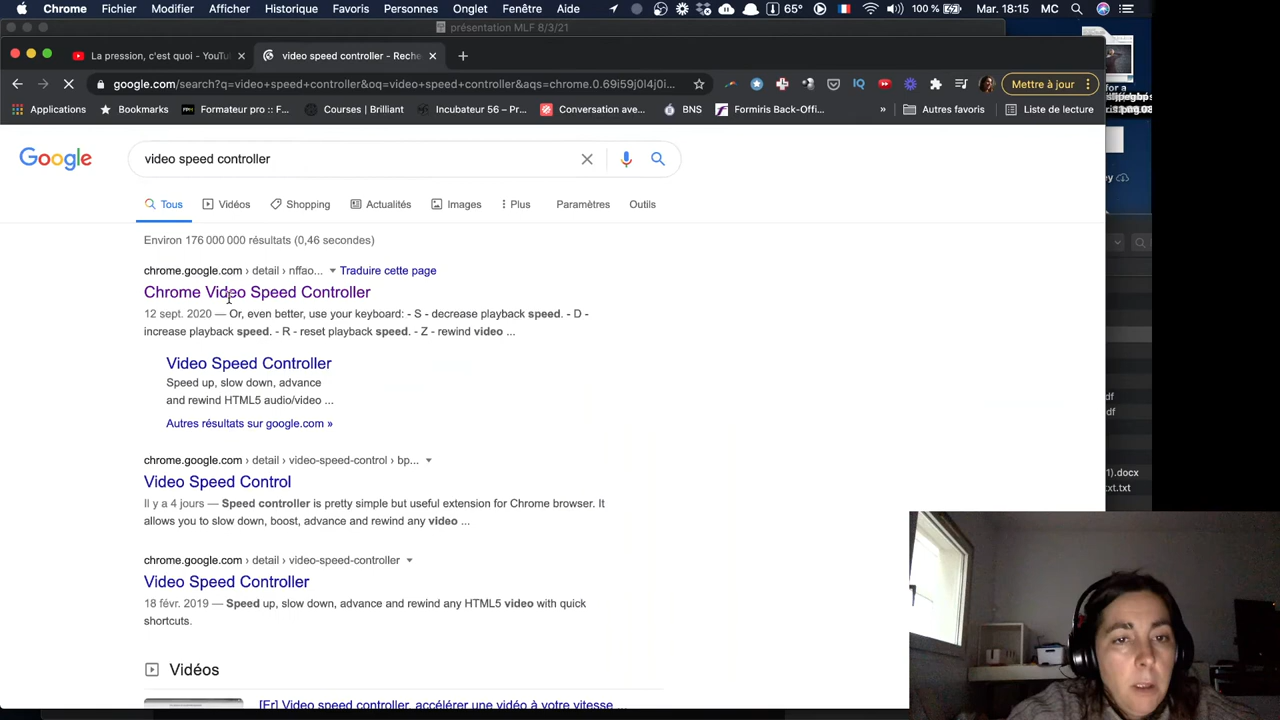 Chrome Fichier Modifier Afficher Historique Favoris Personnes Onglet Fenêtre Aide 65° 100 % Mar. 18:15 MC
présentation MLF 8/3/21
La pression, c'est quoi - YouTu
video speed controller - Reche
google.com/search?q=video+speed+controller&oq=video+speed+controller&aqs=chrome.0.69i59j0l4j0i...
Mettre à jour
Applications Bookmarks Formateur pro :: F... Courses | Brilliant Combinateur 56 – Pr... Conversation ave... BNS Formiris Back-Offi... » Autres favoris Liste de lecture
Google
video speed controller
Tous Vidéos Shopping Actualités Images Plus Paramètres Outils
Environ 176 000 000 résultats (0,46 secondes)
chrome.google.com › detail › nffao... Traduire cette page
Chrome Video Speed Controller
12 sept. 2020 — Or, even better, use your keyboard: - S - decrease playback speed. - D -
increase playback speed. - R - reset playback speed. - Z - rewind video ...
Video Speed Controller
Speed up, slow down, advance
and rewind HTML5 audio/video ...
Autres résultats sur google.com »
chrome.google.com › detail › video-speed-control › bp...
Video Speed Control
Il y a 4 jours — Speed controller is pretty simple but useful extension for Chrome browser. It
allows you to slow down, boost, advance and rewind any video ...
chrome.google.com › detail › video-speed-controller
Video Speed Controller
18 févr. 2019 — Speed up, slow down, advance and rewind any HTML5 video with quick
shortcuts.
Vidéos
[Fr] Video speed controller, accélérer une vidéo à votre vitesse ...
for a
ey
df
df
1).docx
txt.txt